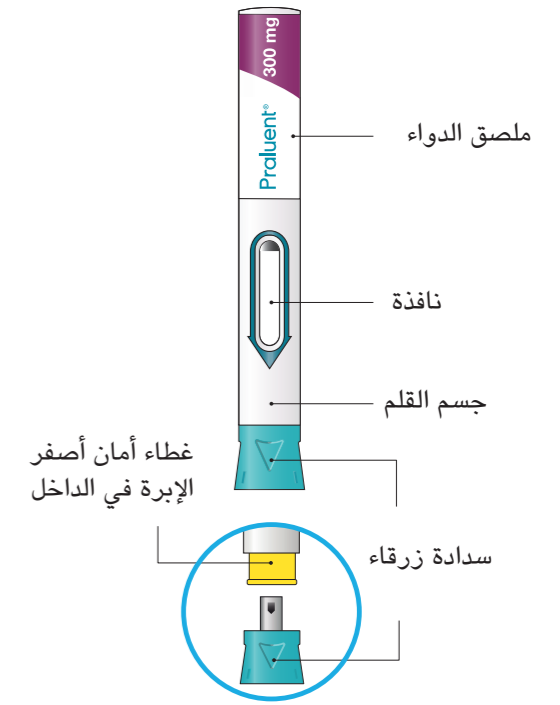 300 mg
Praluent®
ملصق الدواء
نافذة
جسم القلم
غطاء أمان أصفر
الإبرة في الداخل
سدادة زرقاء